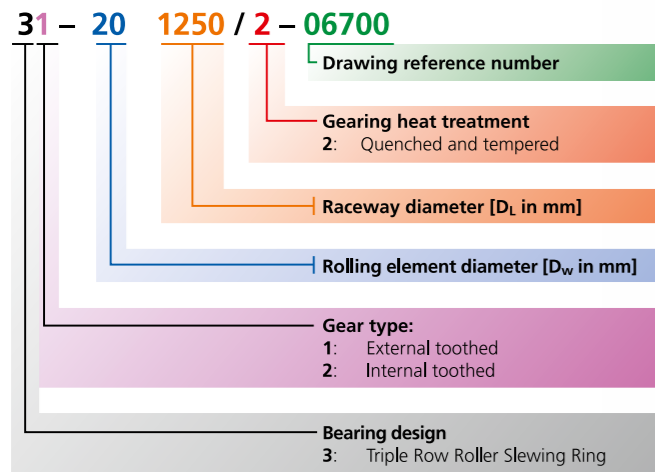 31 – 20 1250 / 2 – 06700
Drawing reference number
Gearing heat treatment
2: Quenched and tempered
Raceway diameter [DL in mm]
Rolling element diameter [Dw in mm]
Gear type:
1: External toothed
2: Internal toothed
Bearing design
3: Triple Row Roller Slewing Ring